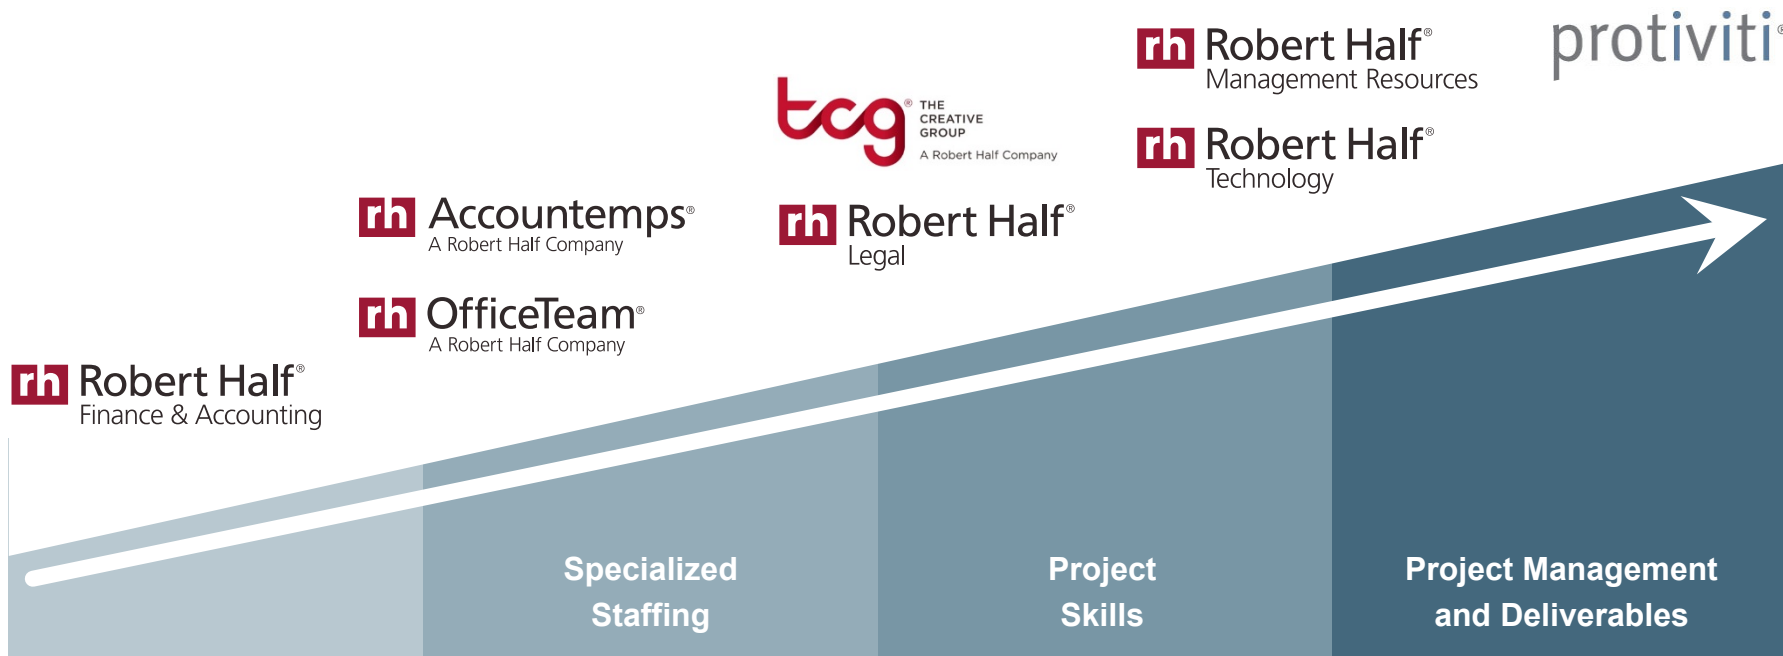 rh Robert Half®
Finance & Accounting
rh Accountemps®
A Robert Half Company
rh OfficeTeam®
A Robert Half Company
tcg® THE
CREATIVE
GROUP
A Robert Half Company
rh Robert Half®
Legal
rh Robert Half®
Management Resources
rh Robert Half®
Technology
protiviti®
Specialized
Staffing
Project
Skills
Project Management
and Deliverables